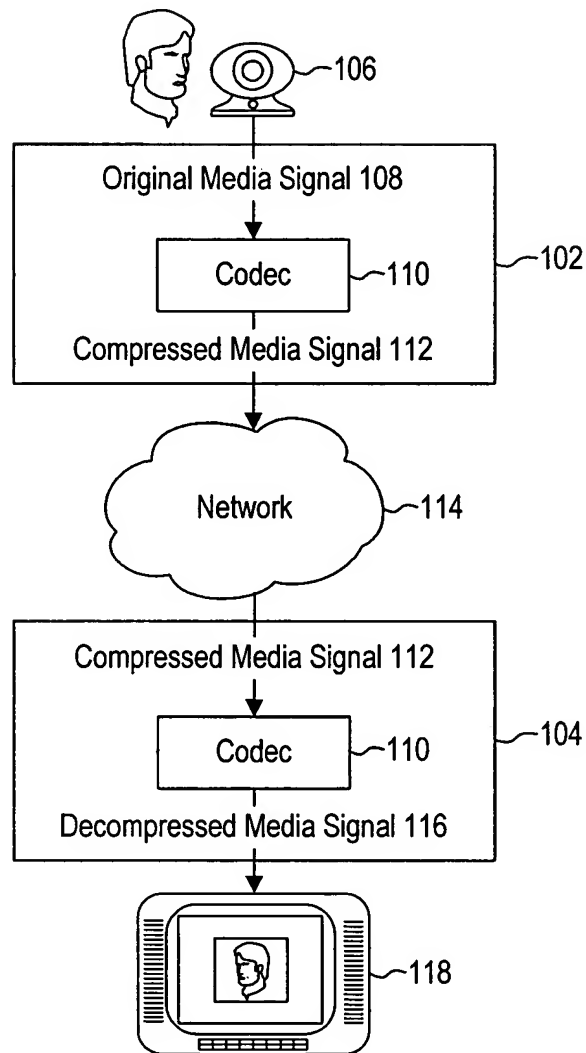 106
Original Media Signal 108
Codec
110
102
Compressed Media Signal 112
Network
114
Compressed Media Signal 112
Codec
110
104
Decompressed Media Signal 116
118